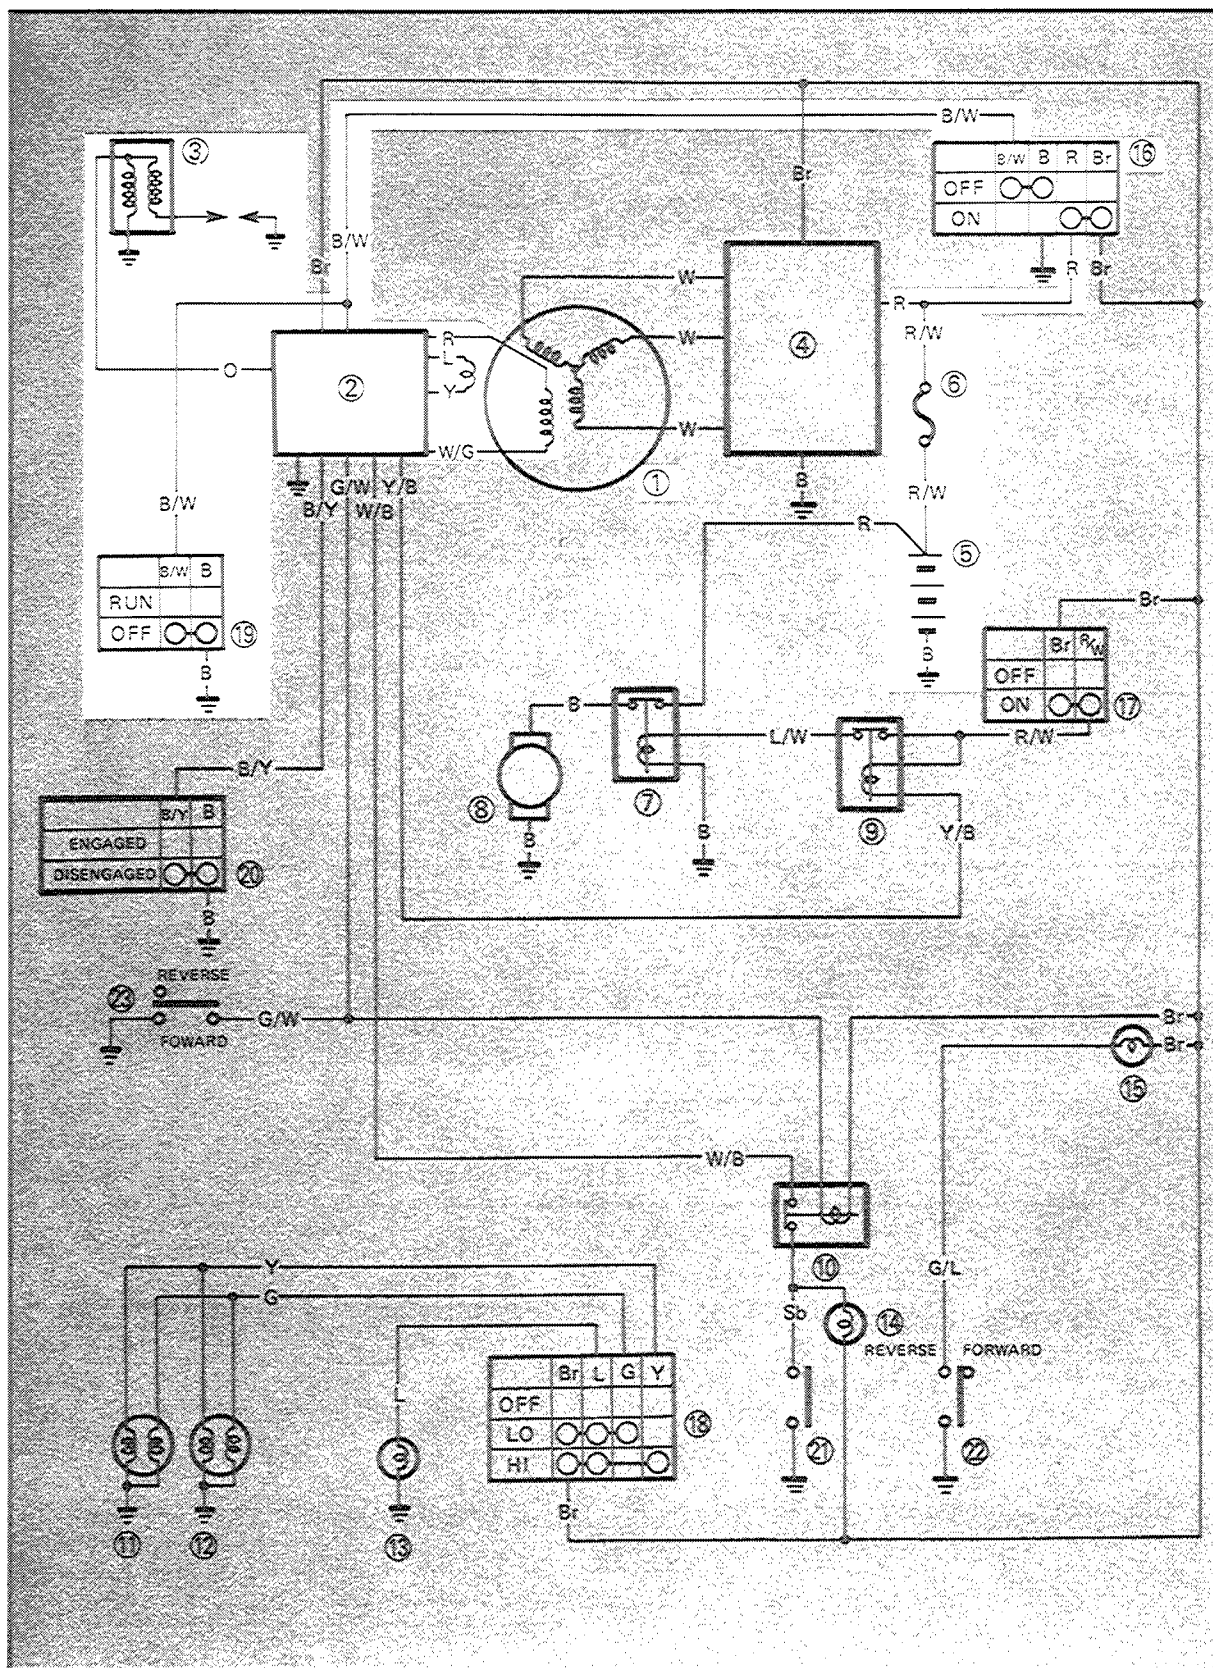 B/W
③
B/W B R Br ⑯
OFF
ON
Br
B/W
Br
R Br
W
R
R/W
R
L
Y
W
④
O
②
⑥
W
W/G
①
B
R/W
G/W Y/B
B/Y W/B
B/W
R
⑤
B/W B
RUN
OFF ⑲
B
Br
B
Br R/W
OFF
ON ⑰
B
L/W
R/W
B/Y
⑧
⑦
⑨
B
B
Y/B
B/Y B
ENGAGED
DISENGAGED ⑳
B
REVERSE
㉓
G/W
FOWARD
Br
Br
⑮
W/B
⑩
G/L
Y
G
Sb
⑭
REVERSE FORWARD
L
Br L G Y
OFF
LO
HI
⑱
㉑
㉒
Br
⑪
⑫
⑬